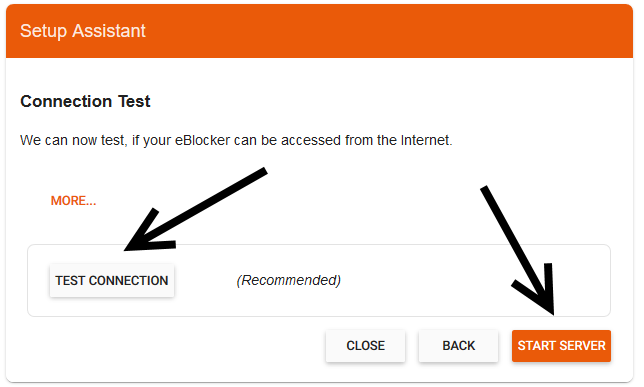 Setup Assistant
Connection Test
We can now test, if your eBlocker can be accessed from the Internet.
MORE...
TEST CONNECTION (Recommended)
CLOSE BACK START SERVER